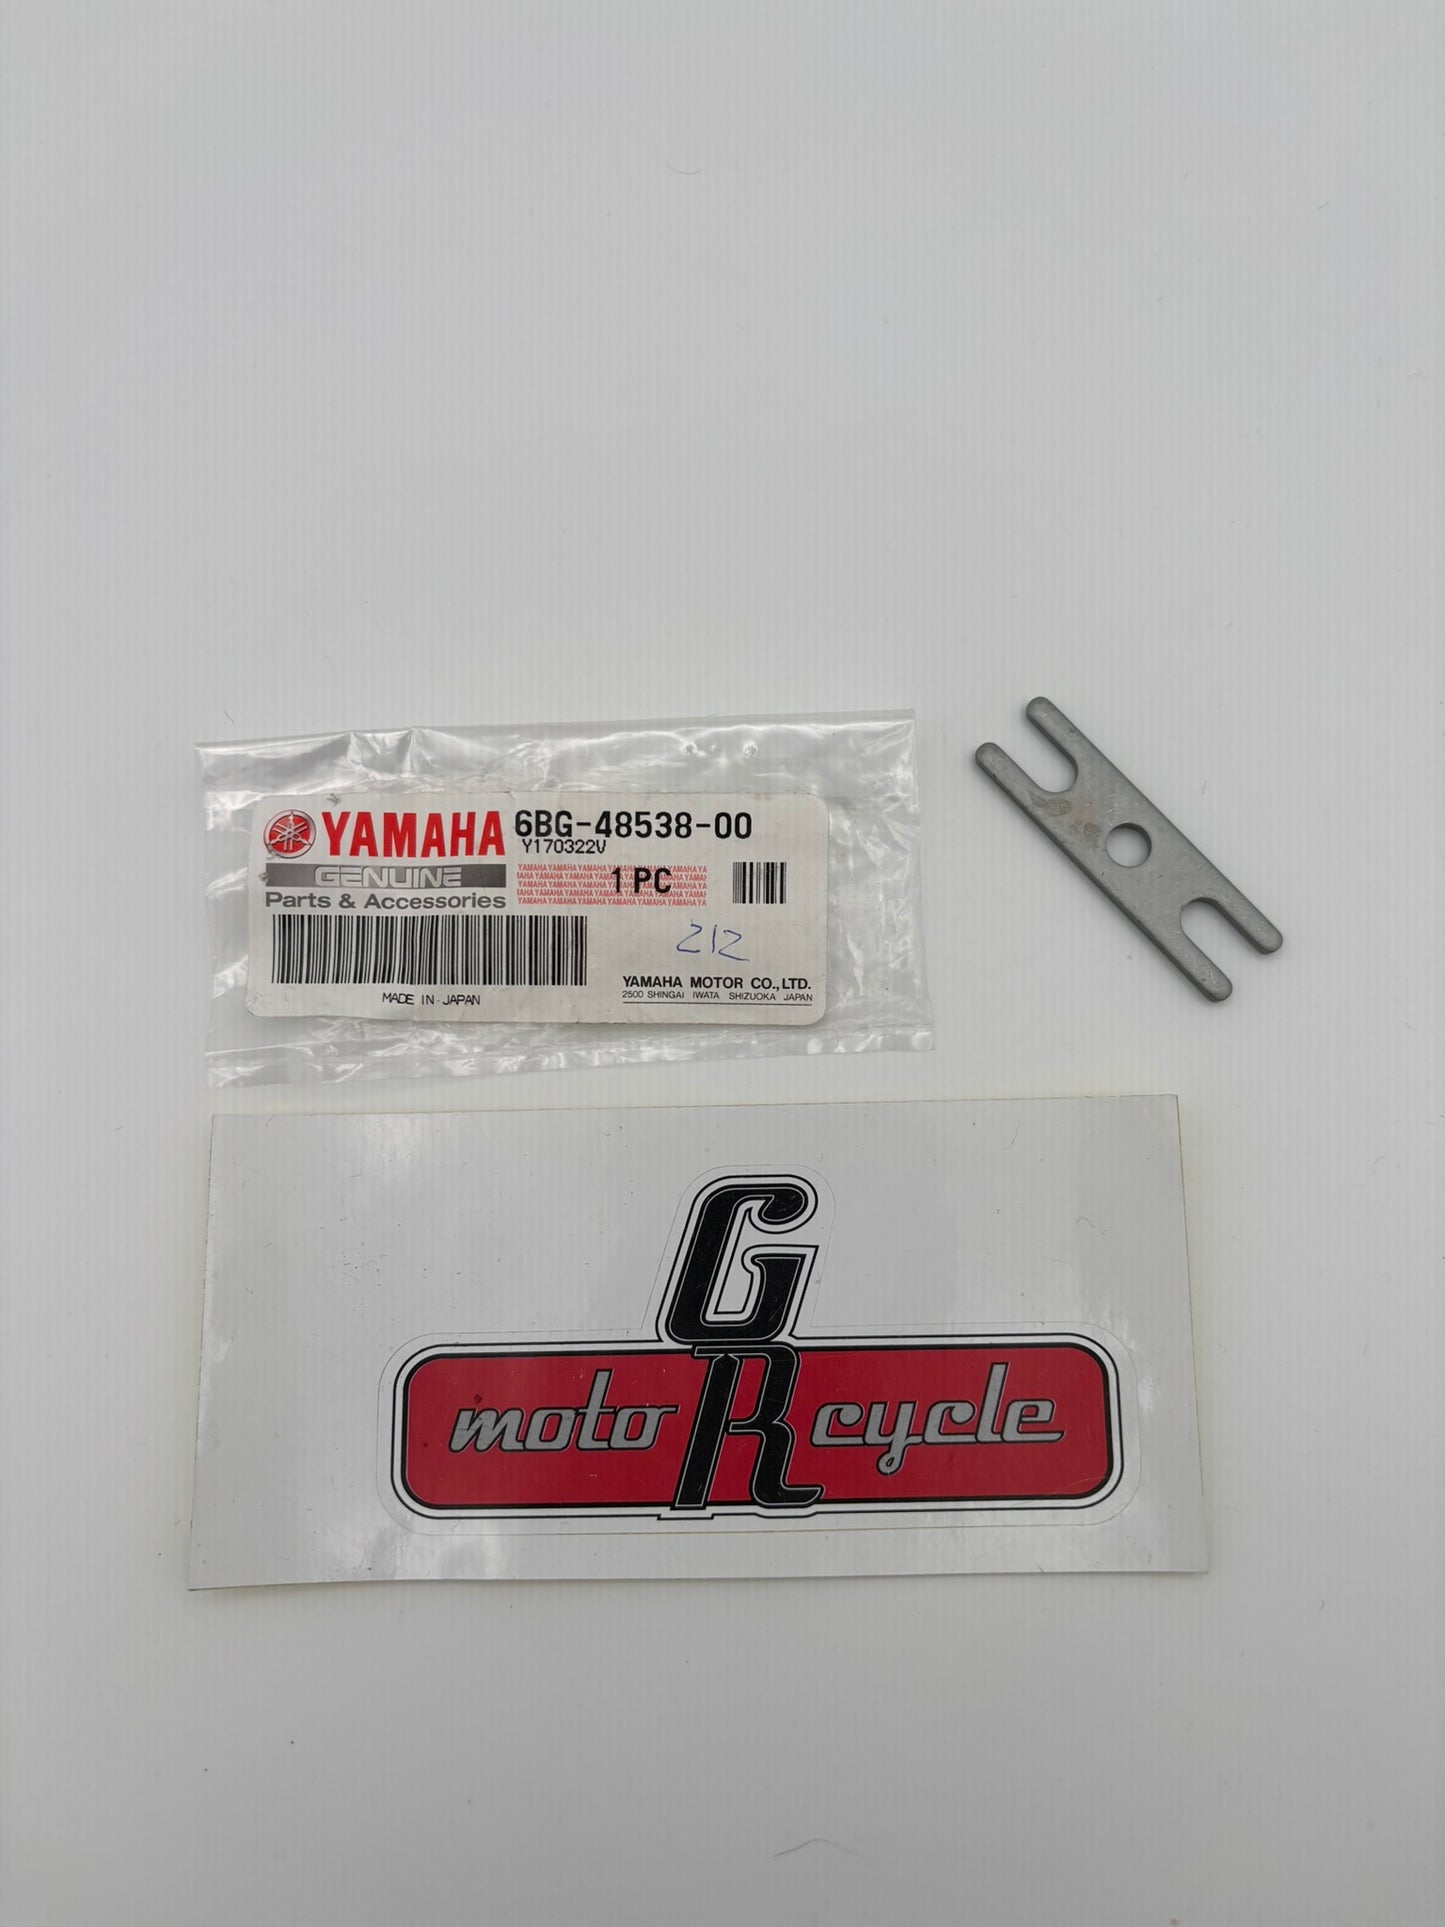 YAMAHA
6BG-48538-00
Y170322V
GENUINE
1 PC
Parts & Accessories
212
YAMAHA MOTOR CO.,LTD.
2500 SHINGAI IWATA SHIZUOKA JAPAN
MADE IN JAPAN
GR
moto cycle